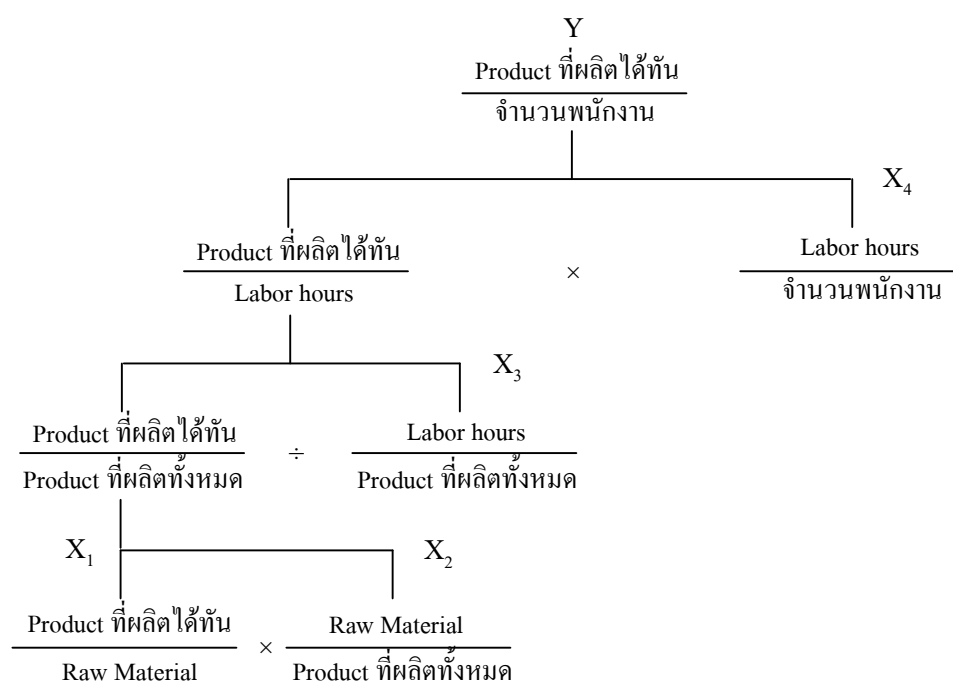 Y
Product ที่ผลิตได้ทัน
จำนวนพนักงาน
X4
Product ที่ผลิตได้ทัน
Labor hours
×
Labor hours
จำนวนพนักงาน
X3
Product ที่ผลิตได้ทัน
Product ที่ผลิตทั้งหมด
÷
Labor hours
Product ที่ผลิตทั้งหมด
X1
X2
Product ที่ผลิตได้ทัน
Raw Material
×
Raw Material
Product ที่ผลิตทั้งหมด